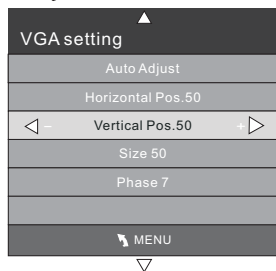 VGA setting
Auto Adjust
Horizontal Pos.50
– Vertical Pos.50 +
Size 50
Phase 7
MENU